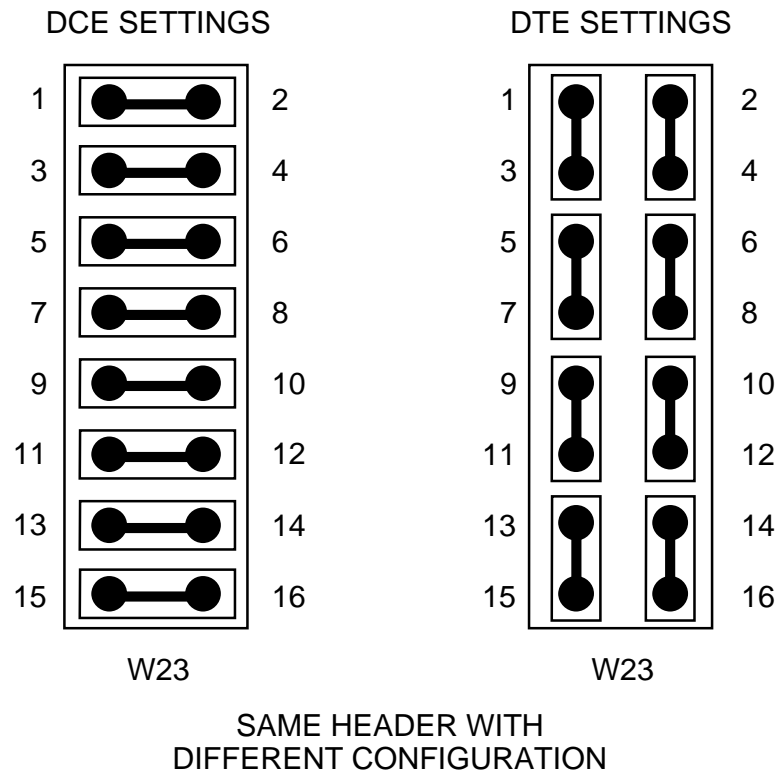 DCE SETTINGS DTE SETTINGS
1 2 1 2
3 4 3 4
5 6 5 6
7 8 7 8
9 10 9 10
11 12 11 12
13 14 13 14
15 16 15 16
W23 W23
SAME HEADER WITH
DIFFERENT CONFIGURATION